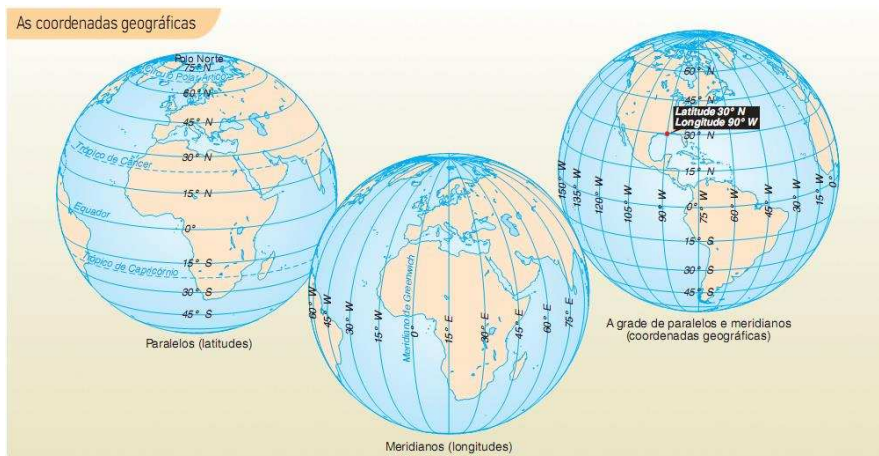 As coordenadas geográficas
Polo Norte
75° N
Círculo Polar Ártico
60° N
45° N
30° N
Trópico de Câncer
15° N
Equador
0°
15° S
Trópico de Capricórnio
30° S
45° S
Paralelos (latitudes)
60° W
45° W
30° W
15° W
0°
Meridiano de Greenwich
15° E
30° E
45° E
60° E
75° E
Meridianos (longitudes)
60° N
45° N
Latitude 30° N
Longitude 90° W
30° N
15° N
150° W
135° W
120° W
105° W
90° W
0°
75° W
60° W
45° W
30° W
15° W
0°
15° S
30° S
45° S
A grade de paralelos e meridianos
(coordenadas geográficas)